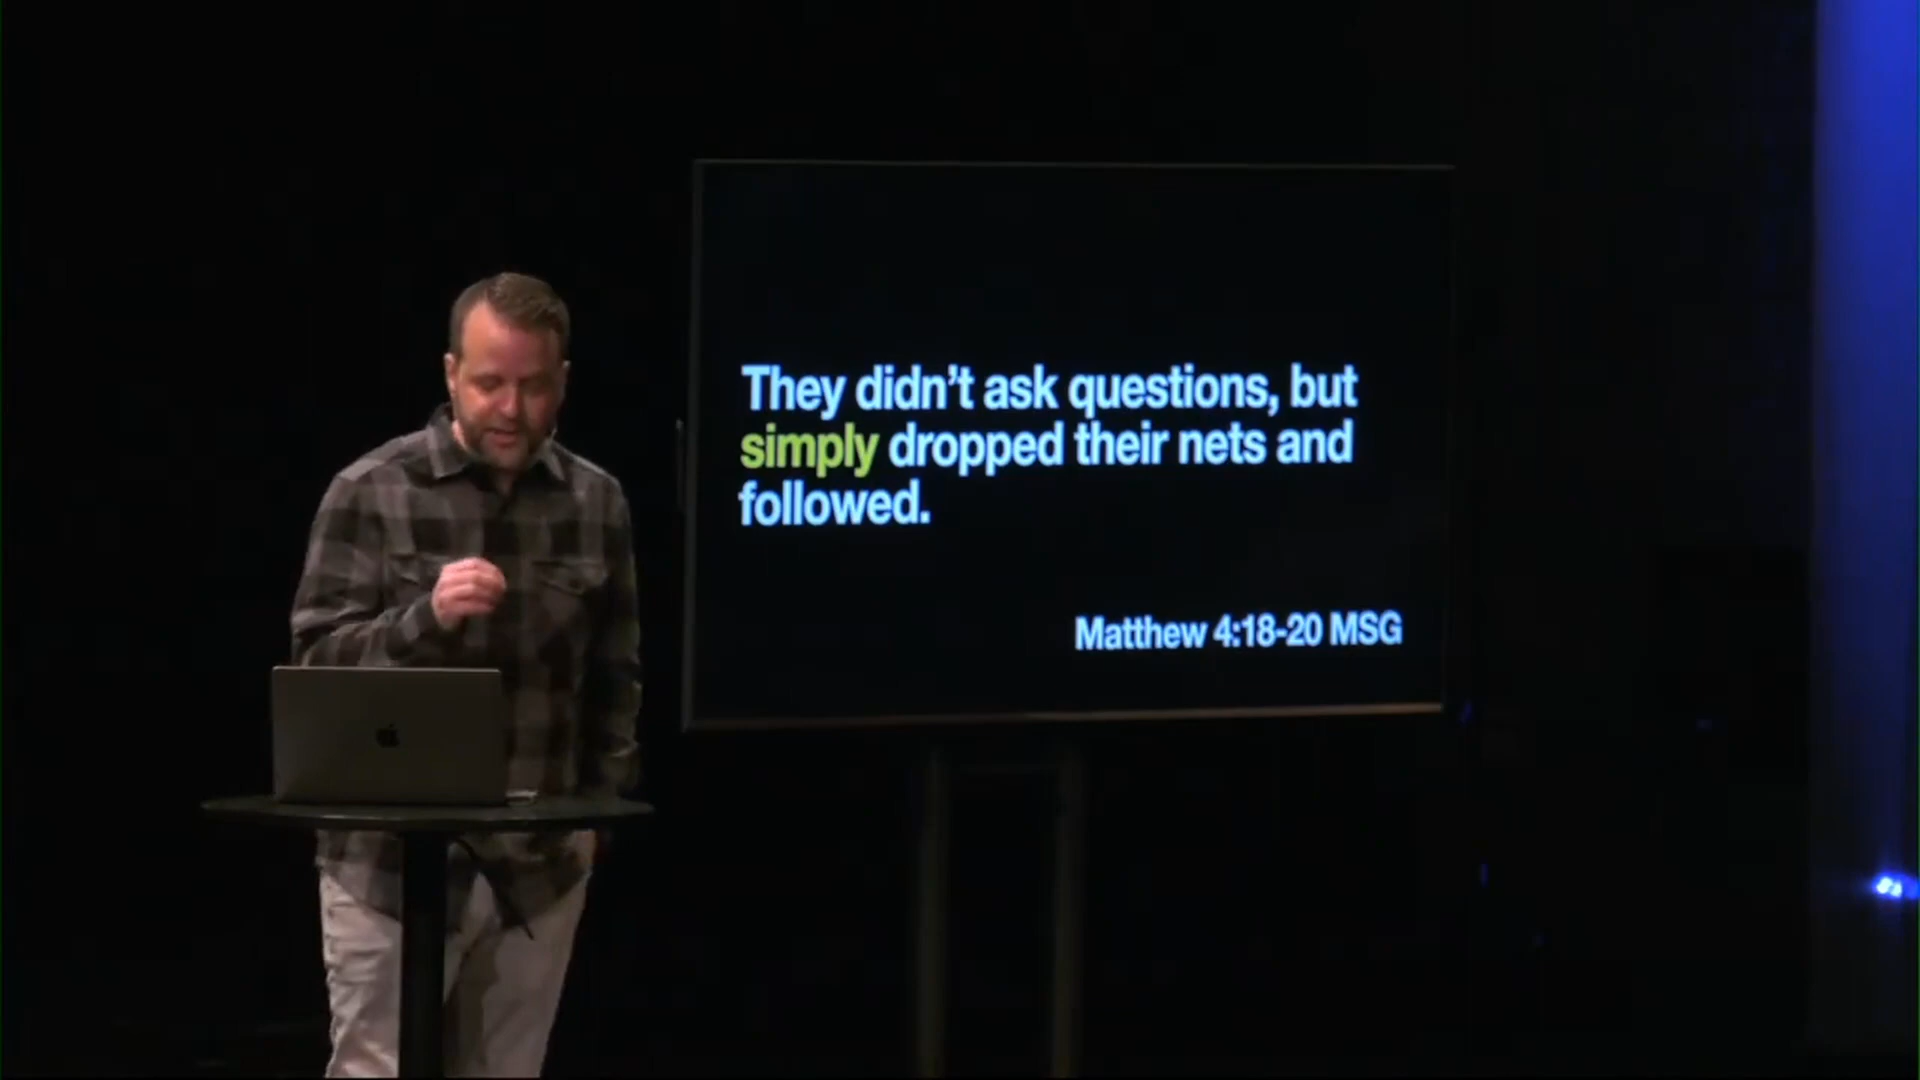 They didn’t ask questions, but
simply dropped their nets and
followed.
Matthew 4:18-20 MSG